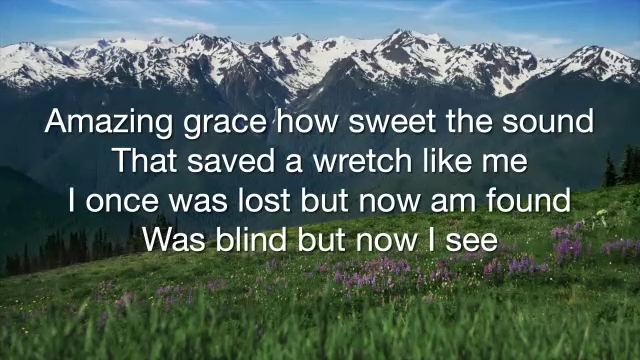 Amazing grace how sweet the sound
That saved a wretch like me
I once was lost but now am found
Was blind but now I see